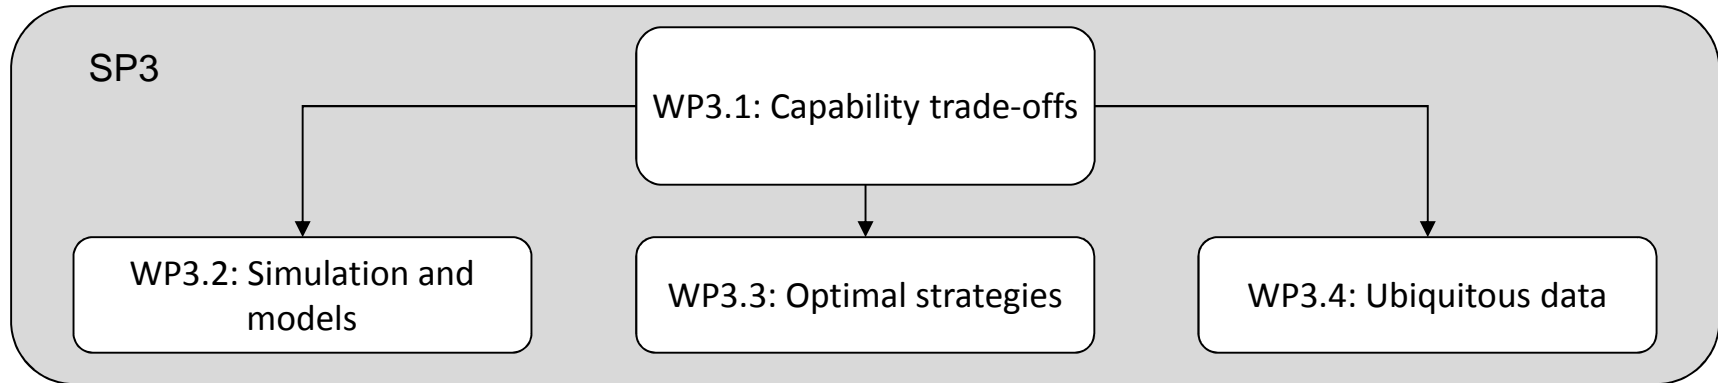 SP3
WP3.1: Capability trade-offs
WP3.2: Simulation and
models
WP3.3: Optimal strategies
WP3.4: Ubiquitous data